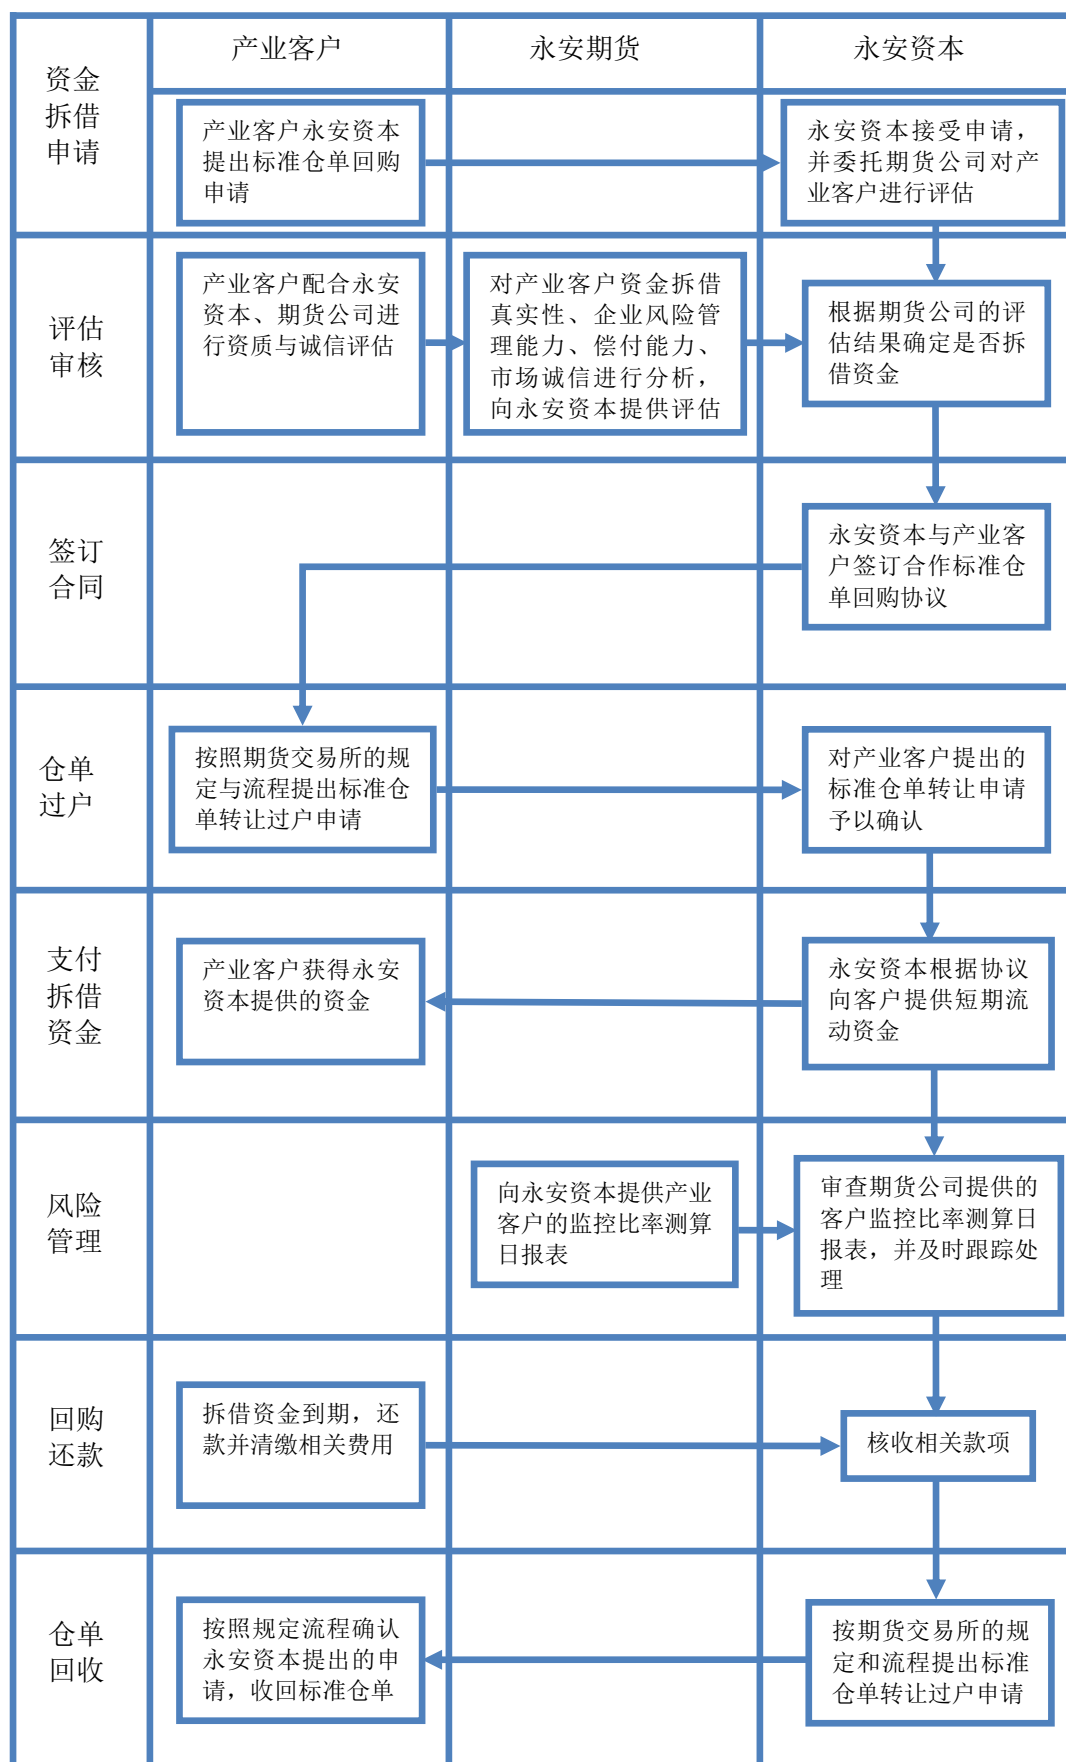 产业客户
永安期货
永安资本
资金
拆借
申请
产业客户永安资本
提出标准仓单回购
申请
永安资本接受申请，
并委托期货公司对产
业客户进行评估
评估
审核
产业客户配合永安
资本、期货公司进
行资质与诚信评估
对产业客户资金拆借
真实性、企业风险管
理能力、偿付能力、
市场诚信进行分析，
向永安资本提供评估
根据期货公司的评
估结果确定是否拆
借资金
签订
合同
永安资本与产业客
户签订合作标准仓
单回购协议
仓单
过户
按照期货交易所的规
定与流程提出标准仓
单转让过户申请
对产业客户提出的
标准仓单转让申请
予以确认
支付
拆借
资金
产业客户获得永安
资本提供的资金
永安资本根据协议
向客户提供短期流
动资金
风险
管理
向永安资本提供产业
客户的监控比率测算
日报表
审查期货公司提供的
客户监控比率测算日
报表，并及时跟踪处
理
回购
还款
拆借资金到期，还
款并清缴相关费用
核收相关款项
仓单
回收
按照规定流程确认
永安资本提出的申
请，收回标准仓单
按期货交易所的规
定和流程提出标准
仓单转让过户申请